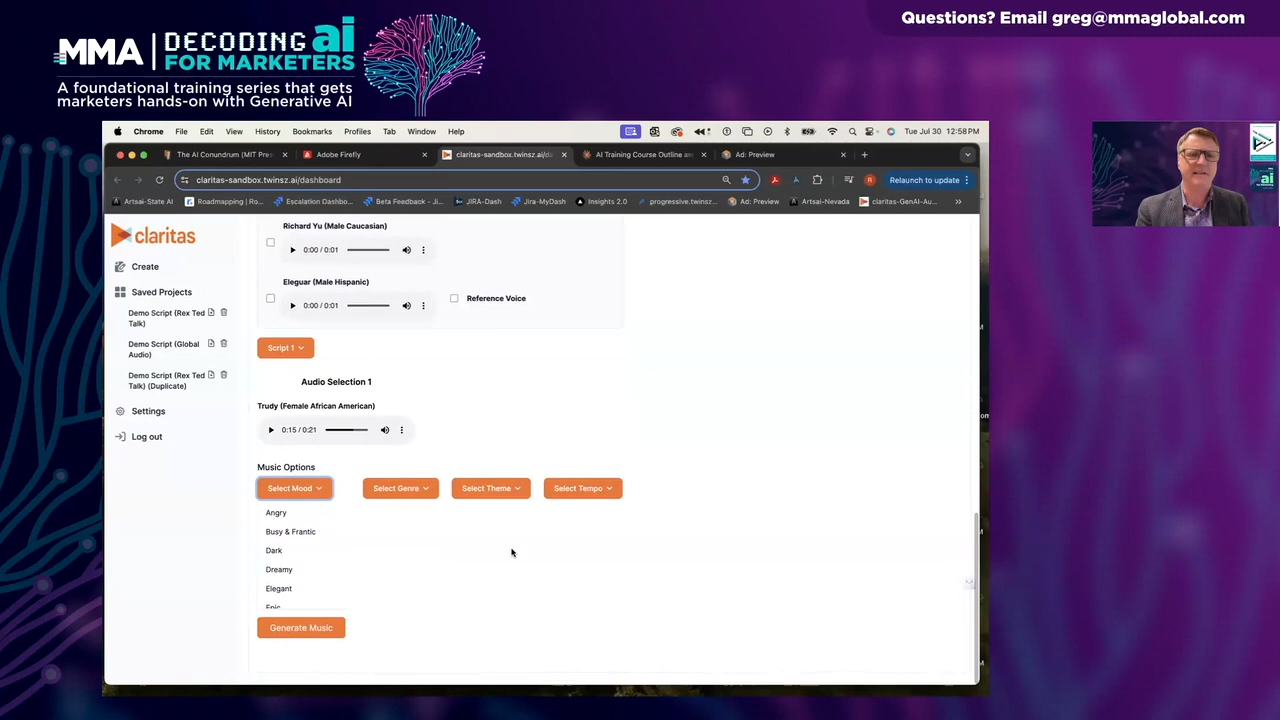 Questions? Email greg@mmaglobal.com
MMA | DECODING ai
FOR MARKETERS
A foundational training series that gets
marketers hands-on with Generative AI
Chrome File Edit View History Bookmarks Profiles Tab Window Help Tue Jul 30 12:58 PM
The AI Conundrum (MIT Pres Adobe Firefly claritas-sandbox.twinsz.ai/da AI Training Course Outline an Ad: Preview
claritas-sandbox.twinsz.ai/dashboard Relaunch to update
Artsai-State AI Roadmapping | Ro... Escalation Dashbo... Beta Feedback - Ji... JIRA-Dash Jira-MyDash Insights 2.0 progressive.twinsz... Ad: Preview Artsai-Nevada claritas-GenAI-Au...
claritas
Create
Saved Projects
Demo Script (Rex Ted
Talk)
Demo Script (Global
Audio)
Demo Script (Rex Ted
Talk) (Duplicate)
Settings
Log out
Richard Yu (Male Caucasian)
0:00 / 0:01
Eleguar (Male Hispanic)
0:00 / 0:01
Reference Voice
Script 1
Audio Selection 1
Trudy (Female African American)
0:15 / 0:21
Music Options
Select Mood Select Genre Select Theme Select Tempo
Angry
Busy & Frantic
Dark
Dreamy
Elegant
Epic
Generate Music